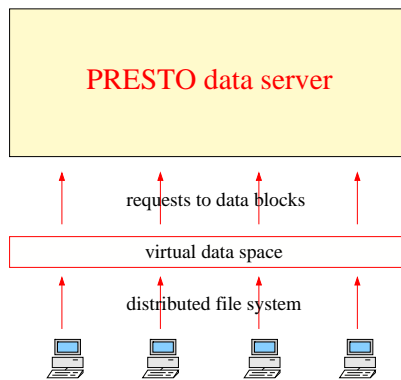 PRESTO data server
requests to data blocks
virtual data space
distributed file system